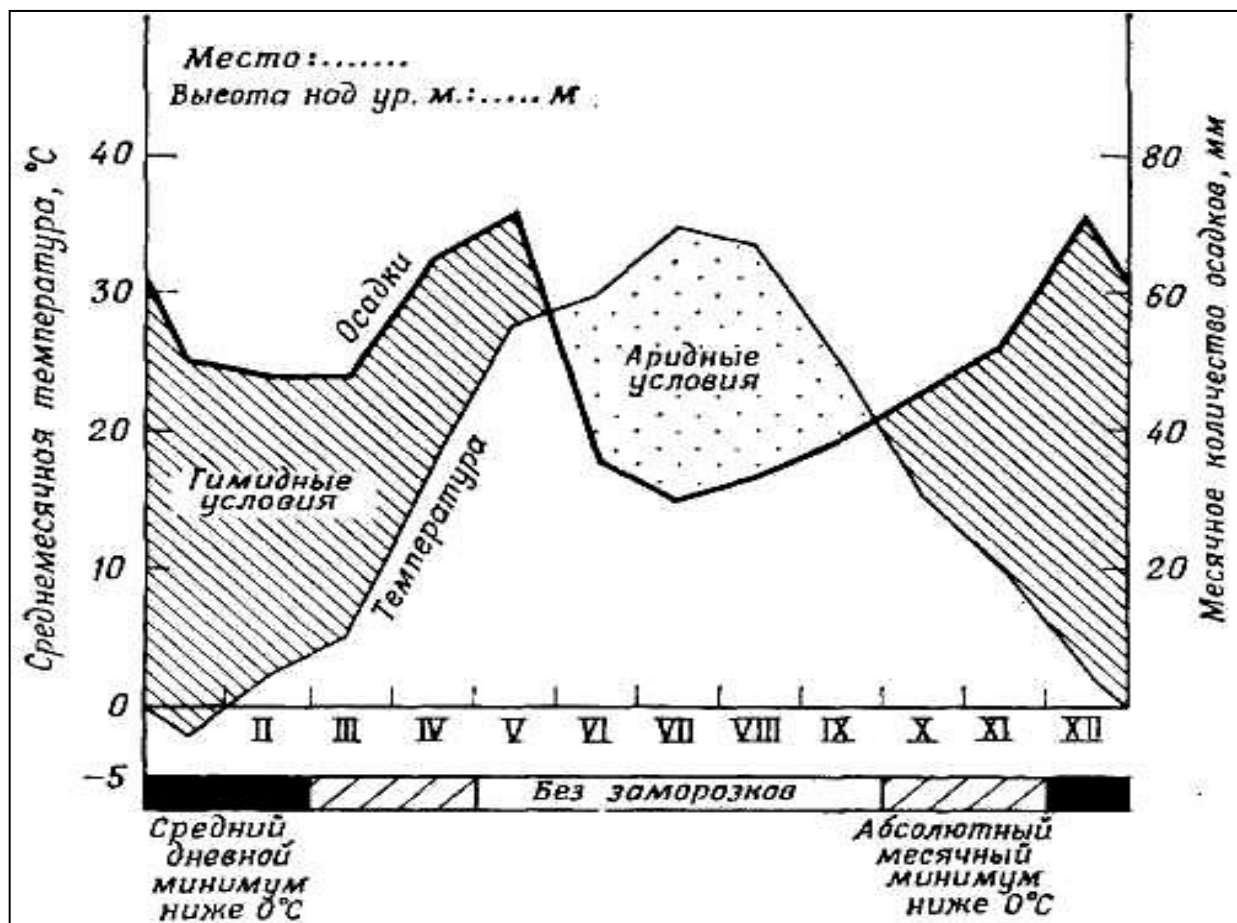 Место:.......
Высота над ур. м.:..... м
Среднемесячная температура, °С
Месячное количество осадков, мм
40
30
20
10
0
-5
80
60
40
20
Осадки
Температура
Аридные
условия
Гимидные
условия
II III IV V VI VII VIII IX X XI XII
Без заморозков
Средний
дневной
минимум
ниже 0°С
Абсолютный
месячный
минимум
ниже 0°С